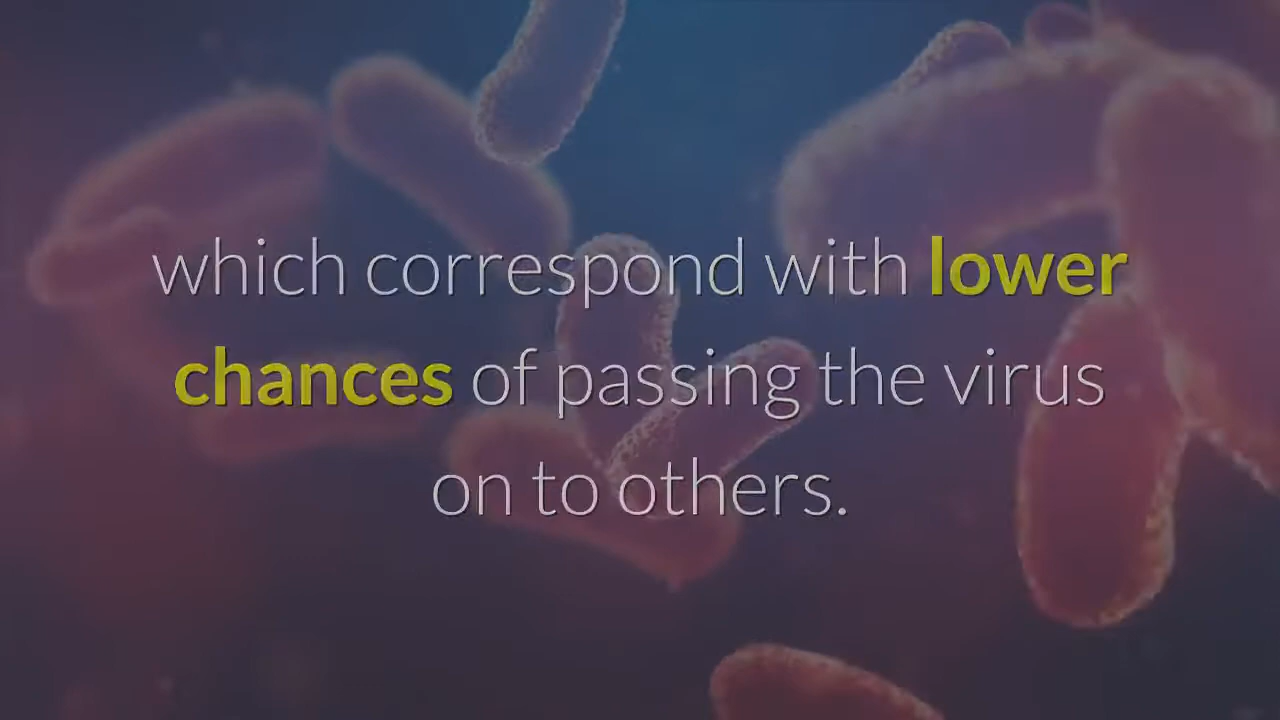 which correspond with lower
chances of passing the virus
on to others.